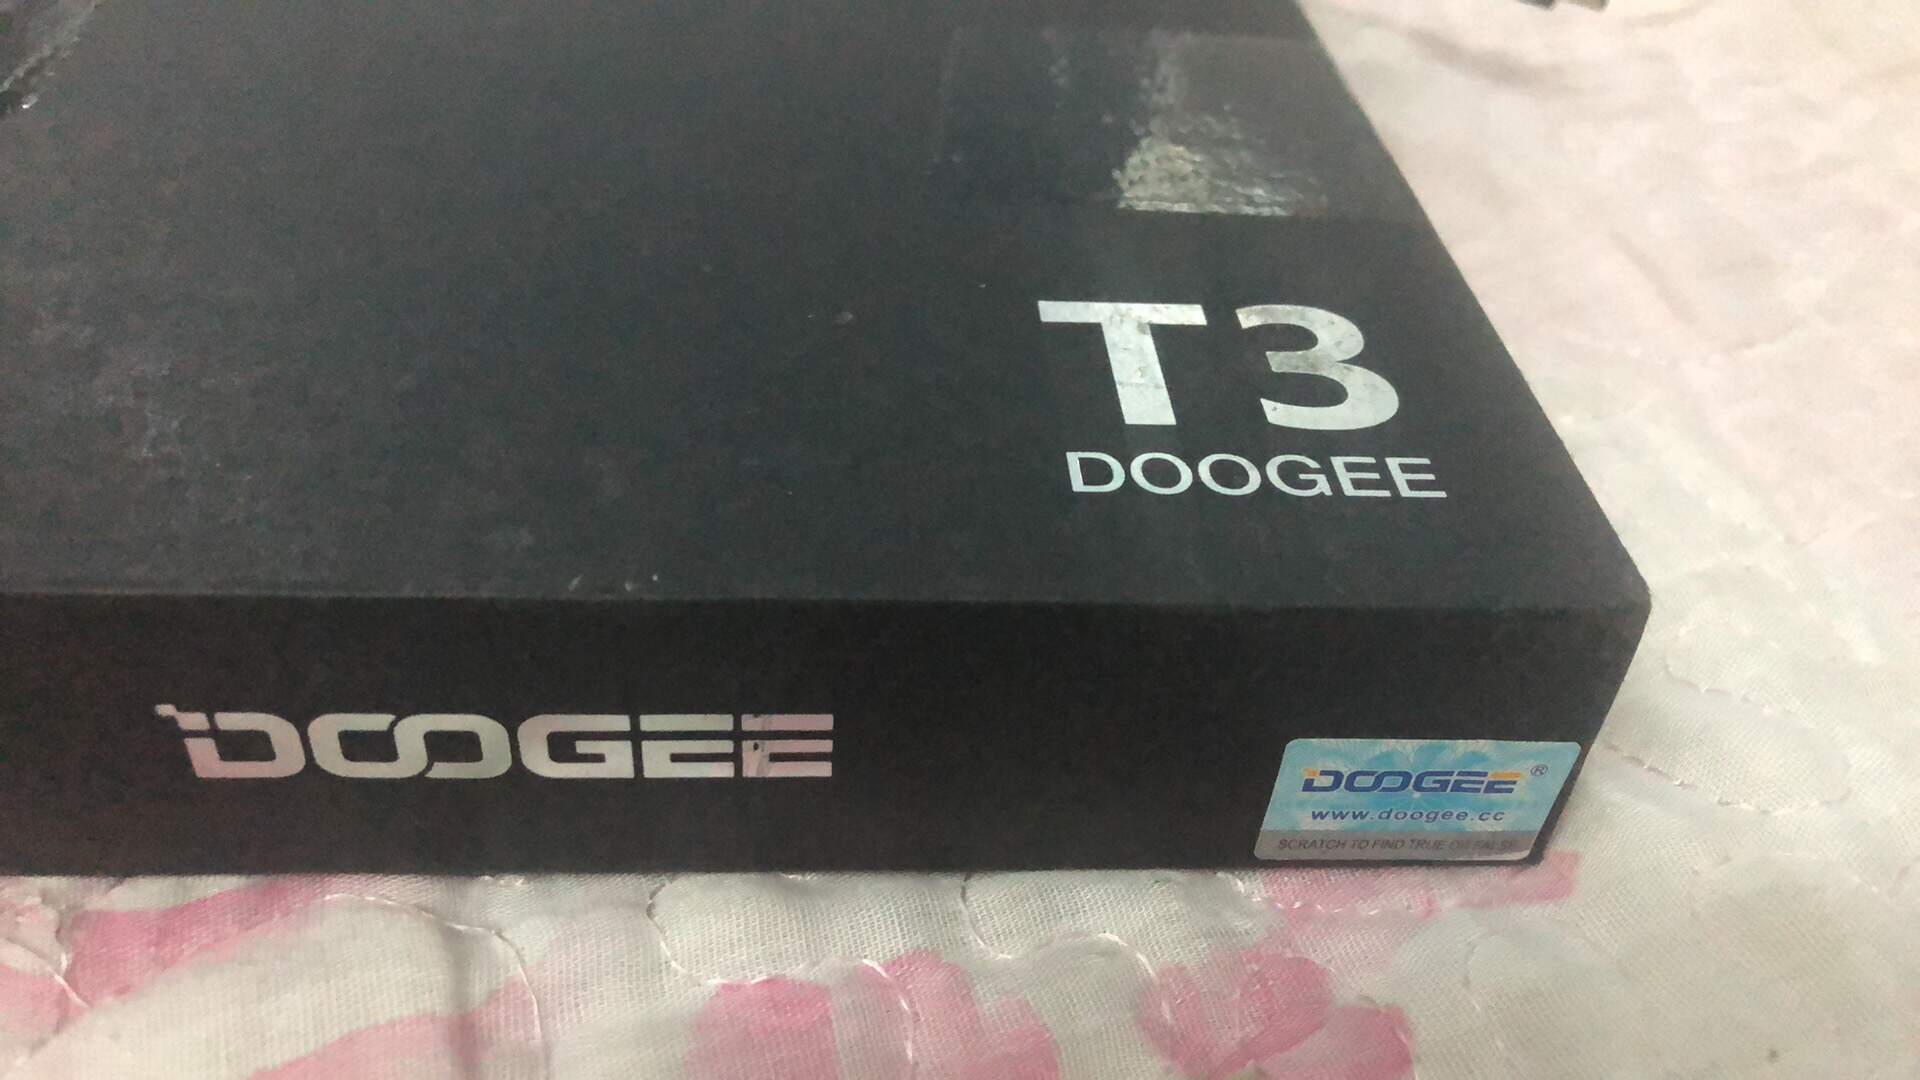 T3
DOOGEE
DOOGEE
DOOGEE®
www.doogee.cc
SCRATCH TO FIND TRUE OR FALSE